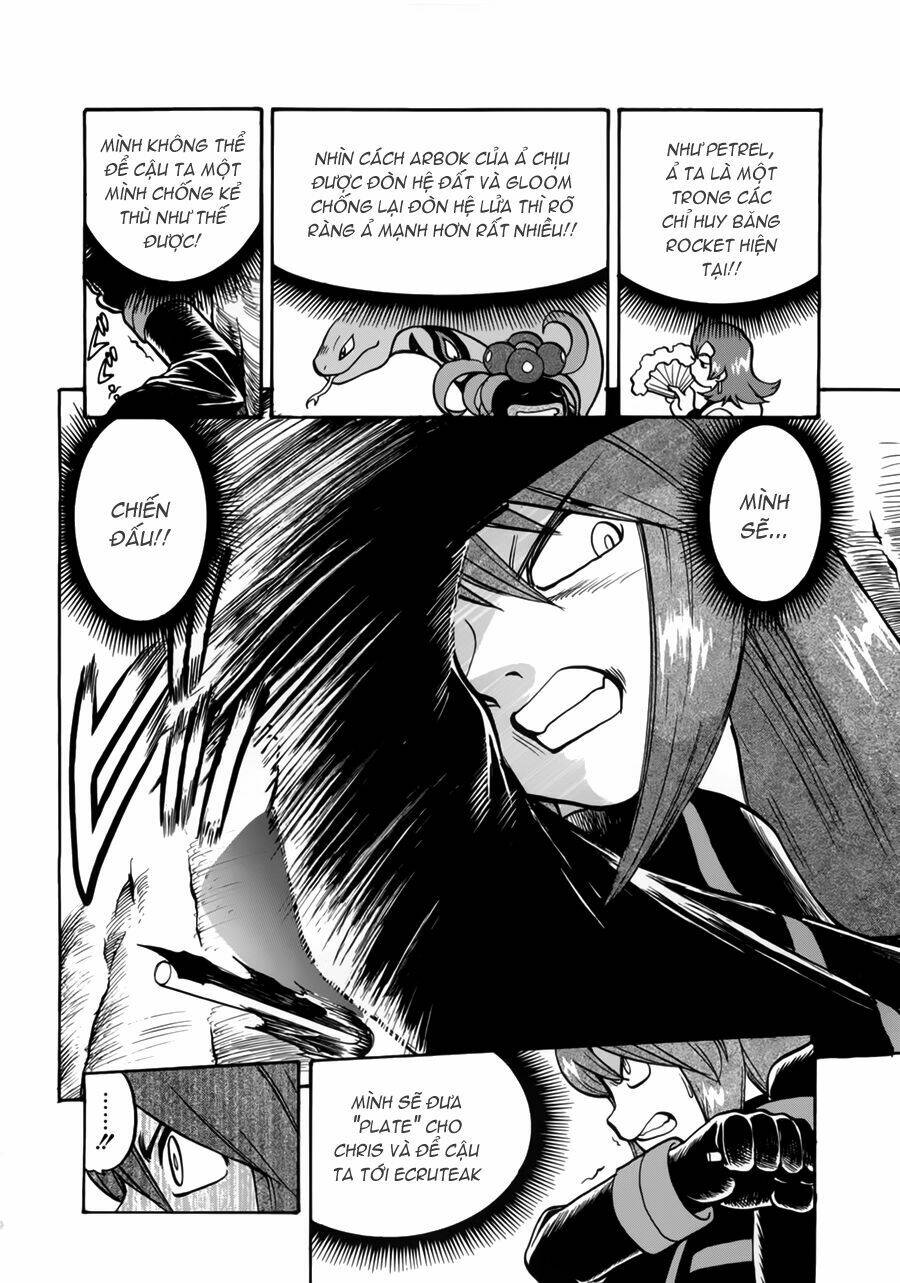 NHƯ PETREL,
Ả TA LÀ MỘT
TRONG CÁC
CHỈ HUY BĂNG
ROCKET HIỆN
TẠI!!
NHÌN CÁCH ARBOK CỦA Ả CHỊU
ĐƯỢC ĐÒN HỆ ĐẤT VÀ GLOOM
CHỐNG LẠI ĐÒN HỆ LỬA THÌ RÕ
RÀNG Ả MẠNH HƠN RẤT NHIỀU!!
MÌNH KHÔNG THỂ
ĐỂ CẬU TA MỘT
MÌNH CHỐNG KẺ
THÙ NHƯ THẾ
ĐƯỢC!
MÌNH
SẼ...
CHIẾN
ĐẤU!!
MÌNH SẼ ĐƯA
"PLATE" CHO
CHRIS VÀ ĐỂ CẬU
TA TỚI ECRUTEAK
......!!